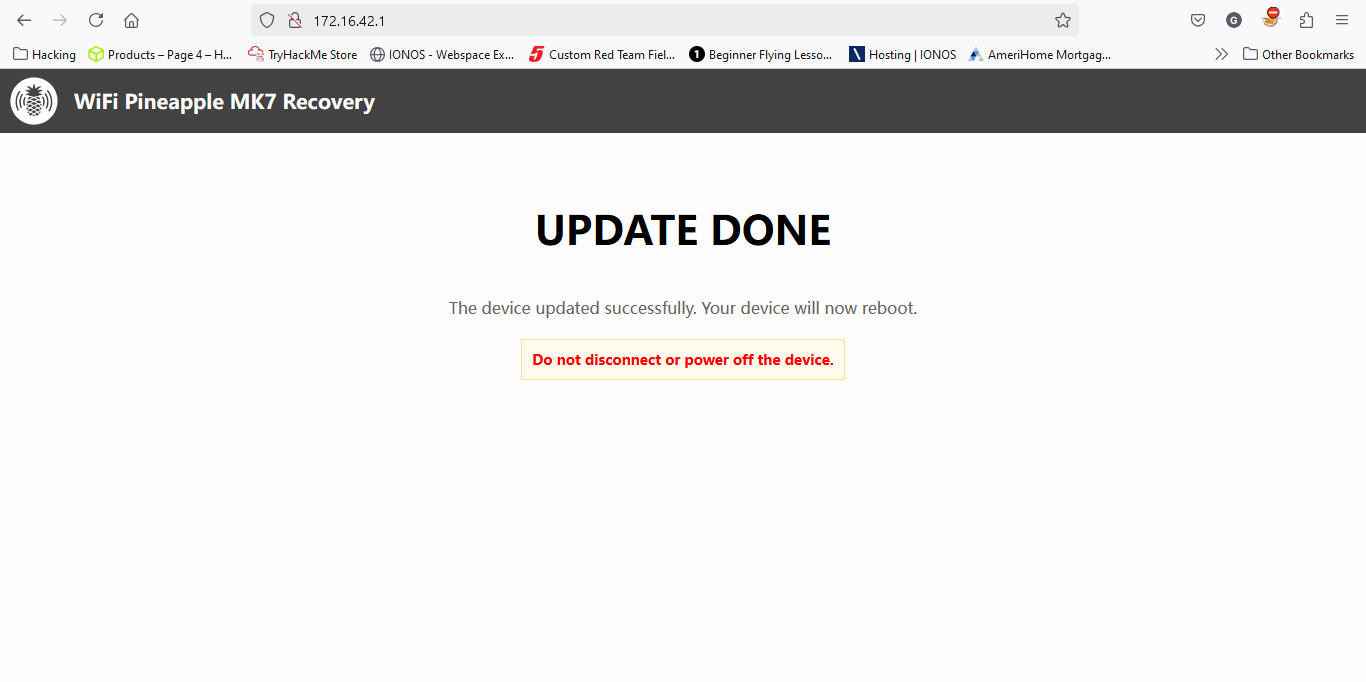 172.16.42.1
G
Hacking
Products – Page 4 – H...
TryHackMe Store
IONOS - Webspace Ex...
5 Custom Red Team Fiel...
1 Beginner Flying Lesso...
Hosting | IONOS
AmeriHome Mortgag...
Other Bookmarks
WiFi Pineapple MK7 Recovery
UPDATE DONE
The device updated successfully. Your device will now reboot.
Do not disconnect or power off the device.